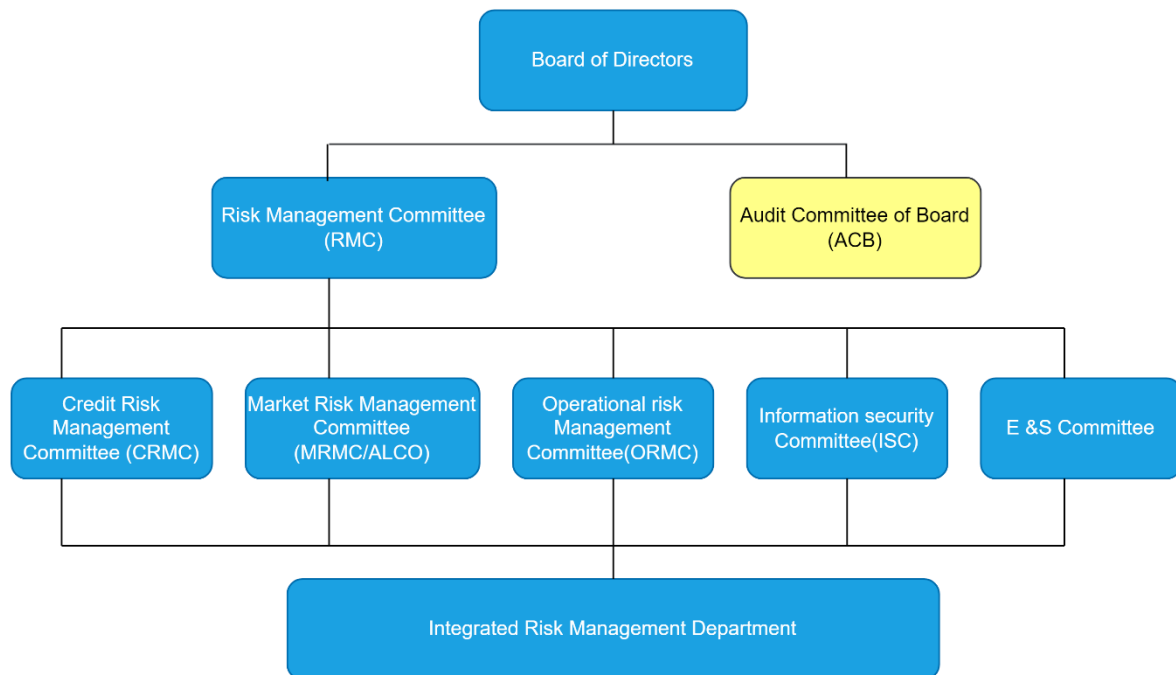 Board of Directors
Risk Management Committee
(RMC)
Audit Committee of Board
(ACB)
Credit Risk
Management
Committee (CRMC)
Market Risk Management
Committee
(MRMC/ALCO)
Operational risk
Management
Committee(ORMC)
Information security
Committee(ISC)
E &S Committee
Integrated Risk Management Department